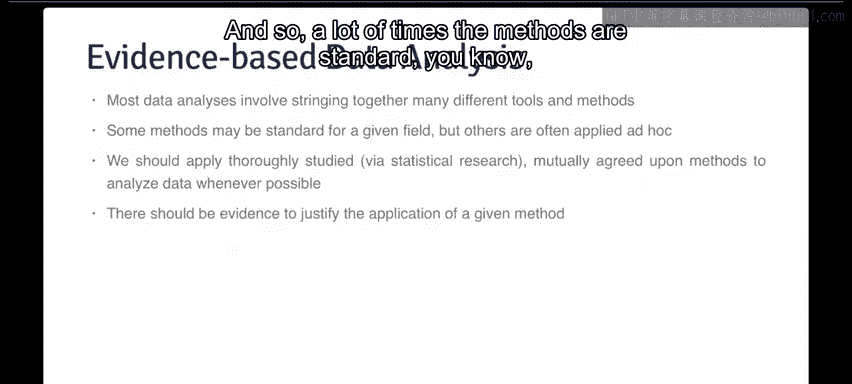 And so, a lot of times the methods are
standard, you know,
Evidence-based Data Analysis
· Most data analyses involve stringing together many different tools and methods
· Some methods may be standard for a given field, but others are often applied ad hoc
· We should apply thoroughly studied (via statistical research), mutually agreed upon methods to
analyze data whenever possible
· There should be evidence to justify the application of a given method